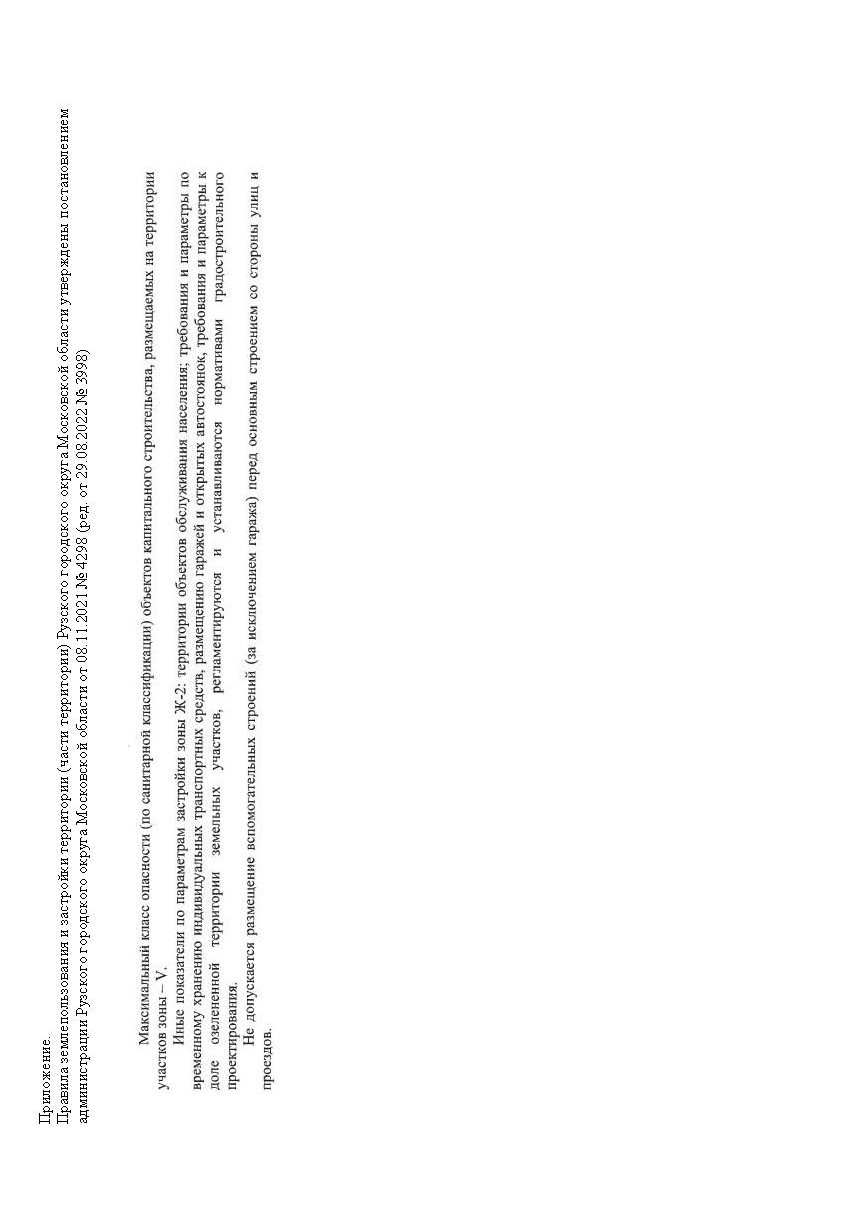 Приложение.
Правила землепользования и застройки территории (части территории) Рузского городского округа Московской области утверждены постановлением
администрации Рузского городского округа Московской области от 08.11.2021 № 4298 (ред. от 29.08.2022 № 3998)
Максимальный класс опасности (по санитарной классификации) объектов капитального строительства, размещаемых на территории
участков зоны – V.
Иные показатели по параметрам застройки зоны Ж-2: территории объектов обслуживания населения; требования и параметры по
временному хранению индивидуальных транспортных средств, размещению гаражей и открытых автостоянок, требования и параметры к
доле озелененной территории земельных участков, регламентируются и устанавливаются нормативами градостроительного
проектирования.
Не допускается размещение вспомогательных строений (за исключением гаража) перед основным строением со стороны улиц и
проездов.